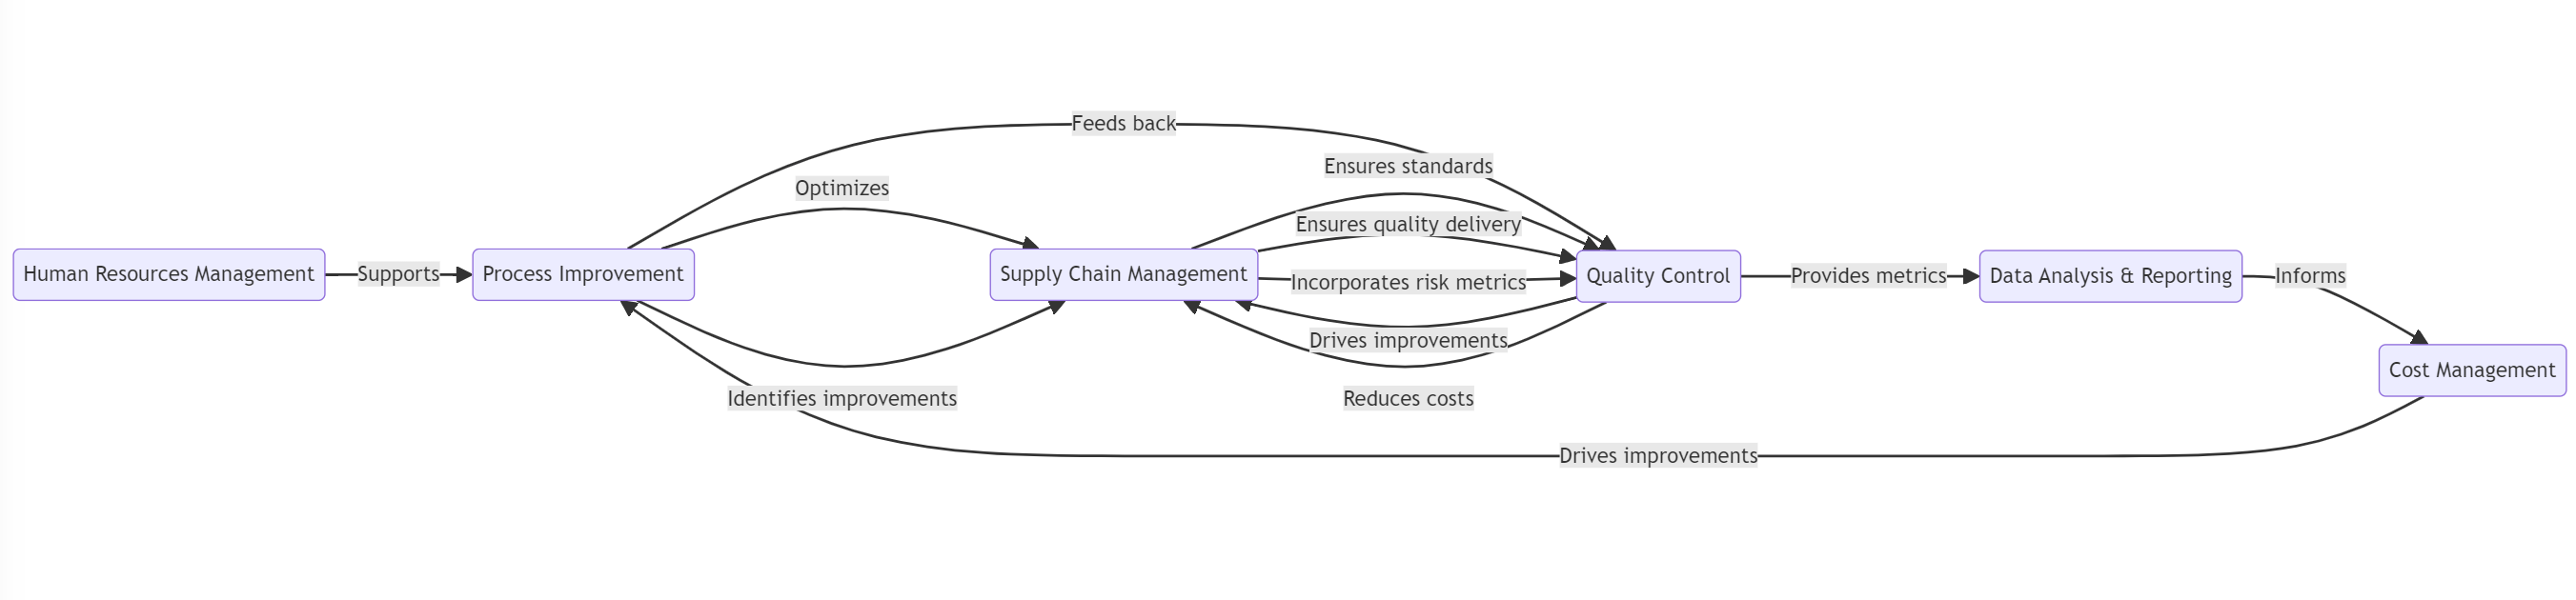 Feeds back
Ensures standards
Optimizes
Ensures quality delivery
Human Resources Management
Supports
Process Improvement
Supply Chain Management
Incorporates risk metrics
Quality Control
Provides metrics
Data Analysis & Reporting
Informs
Drives improvements
Cost Management
Identifies improvements
Reduces costs
Drives improvements